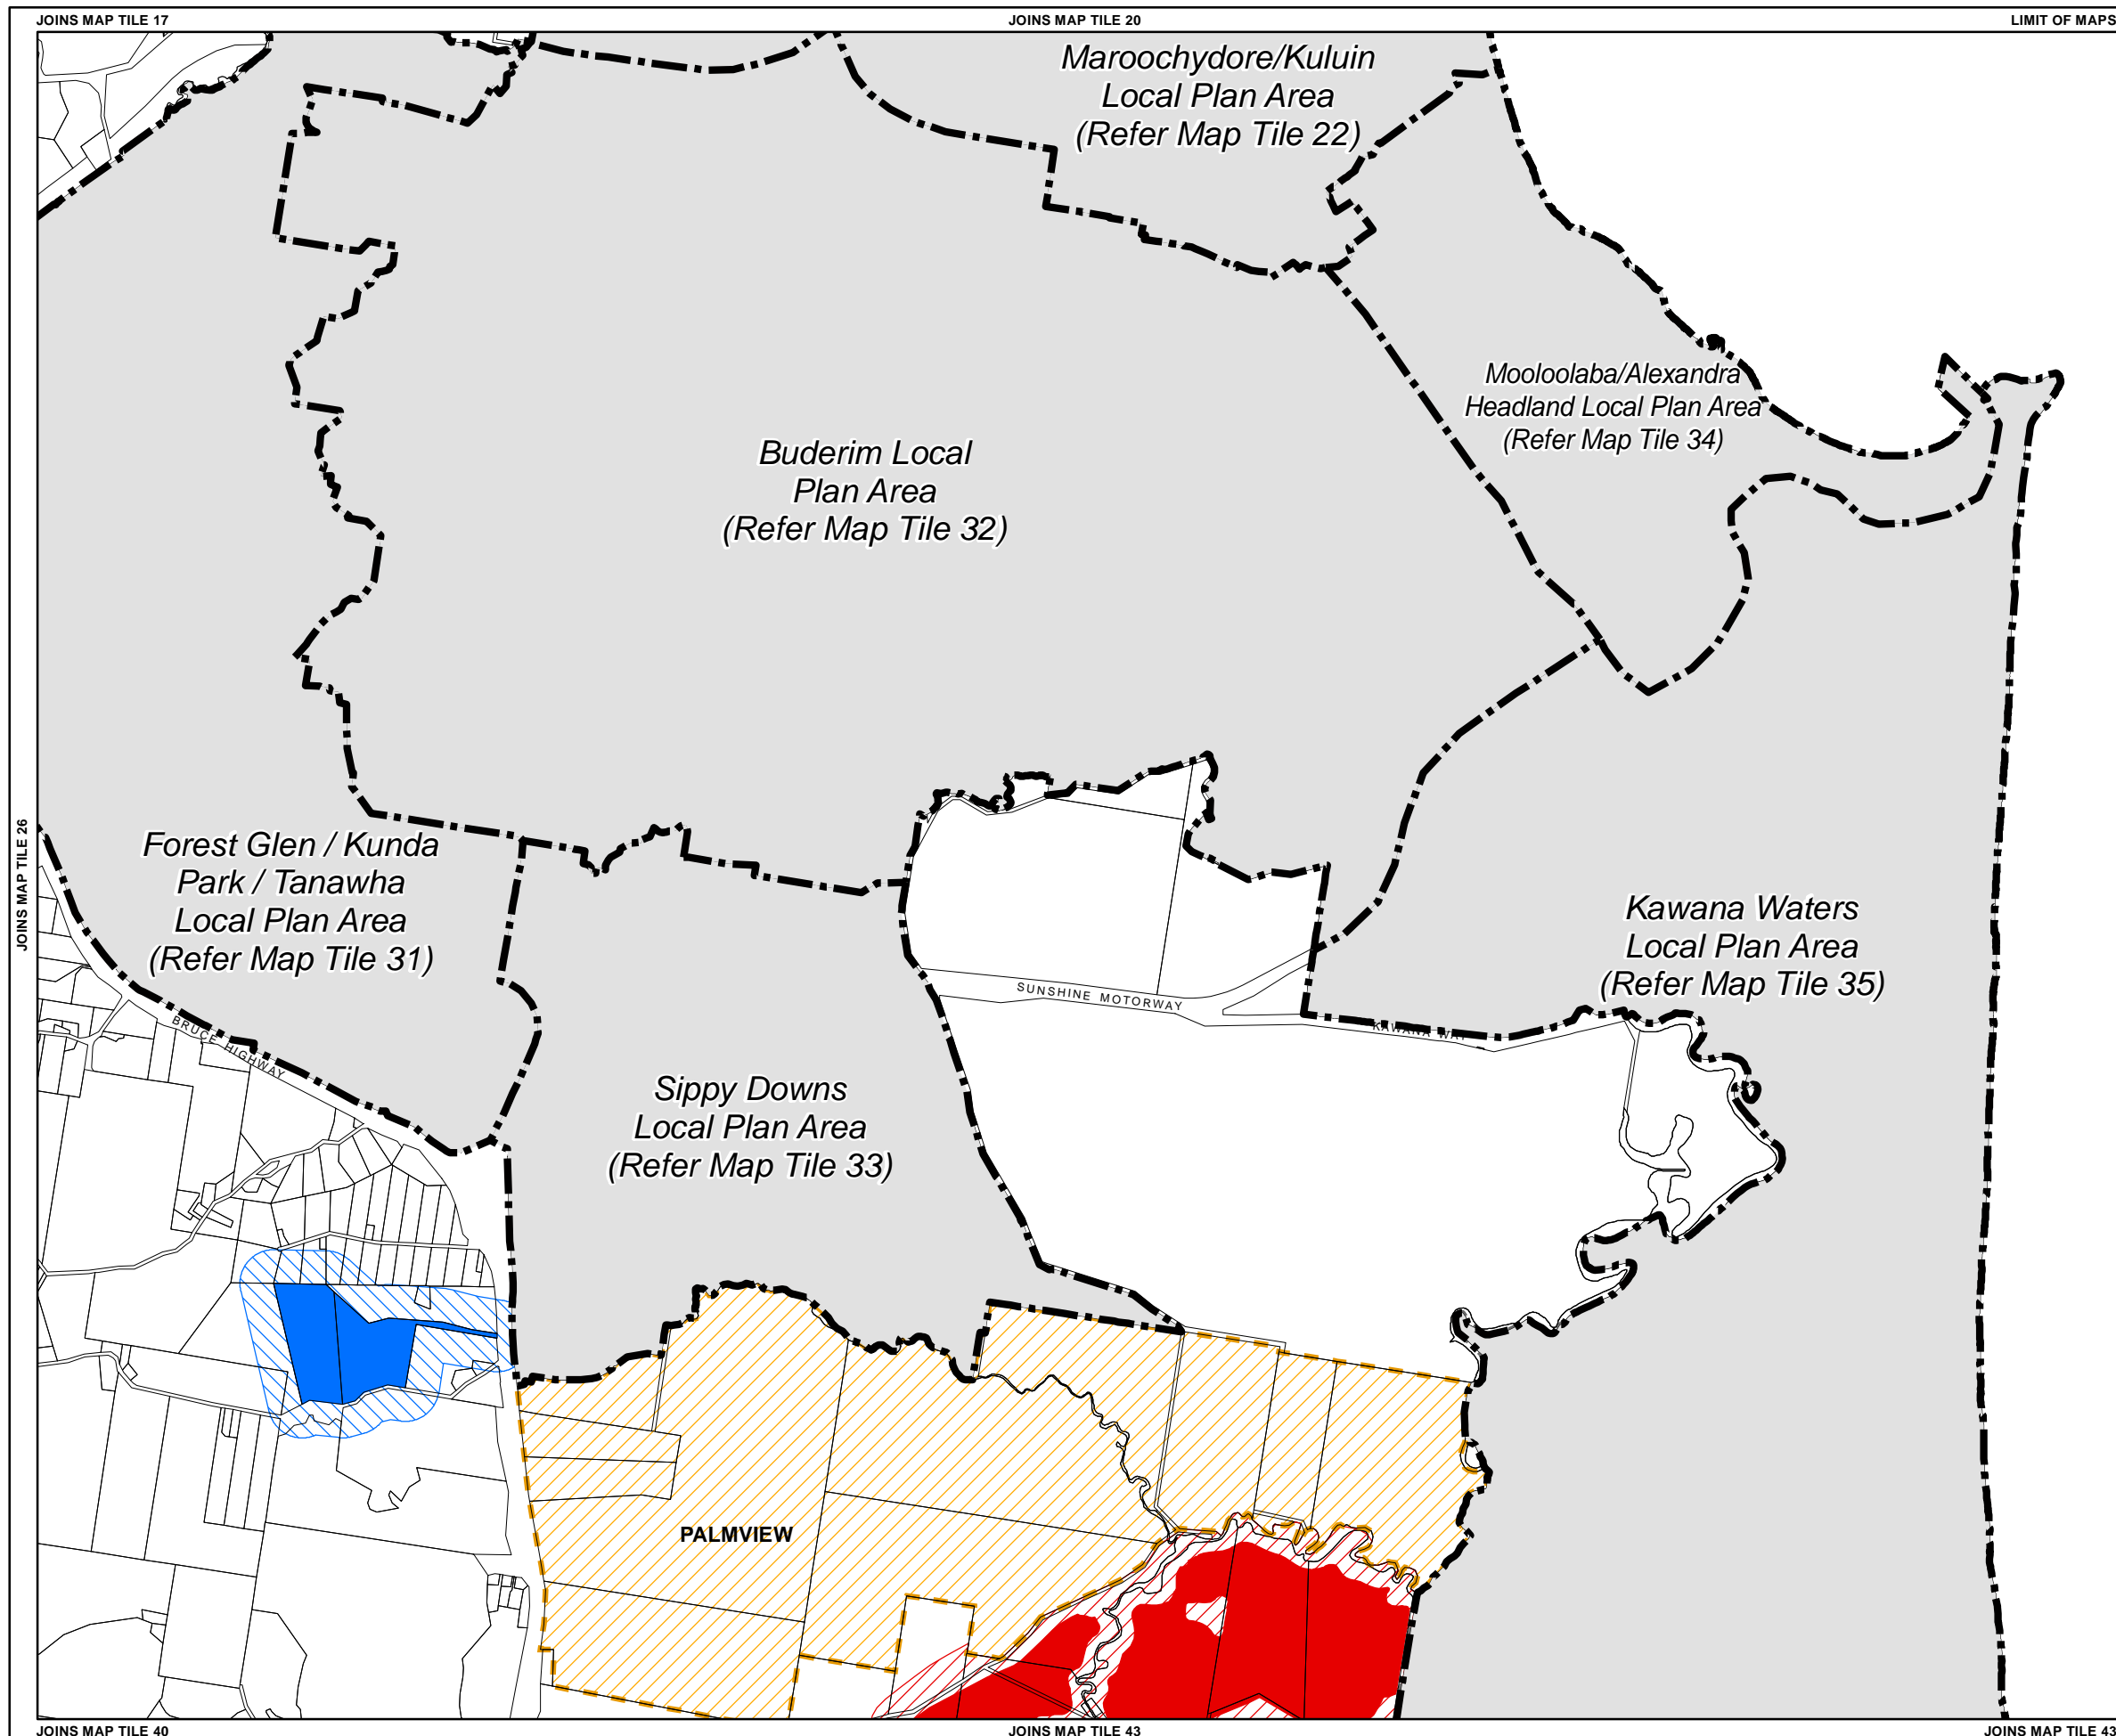 JOINS MAP TILE 17
JOINS MAP TILE 20
LIMIT OF MAPS
Maroochydore/Kuluin
Local Plan Area
(Refer Map Tile 22)
Mooloolaba/Alexandra
Headland Local Plan Area
(Refer Map Tile 34)
Buderim Local
Plan Area
(Refer Map Tile 32)
JOINS MAP TILE 26
Forest Glen / Kunda
Park / Tanawha
Local Plan Area
(Refer Map Tile 31)
Kawana Waters
Local Plan Area
(Refer Map Tile 35)
SUNSHINE MOTORWAY
KAWANA WAY
BRUCE HIGHWAY
Sippy Downs
Local Plan Area
(Refer Map Tile 33)
PALMVIEW
JOINS MAP TILE 40
JOINS MAP TILE 43
JOINS MAP TILE 43